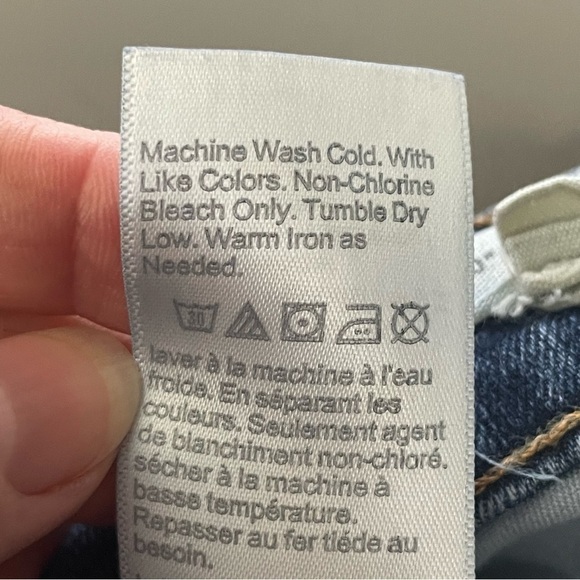 Machine Wash Cold. With
Like Colors. Non-Chlorine
Bleach Only. Tumble Dry
Low. Warm Iron as
Needed.
30
laver à la machine à l'eau
froide. En séparant les
couleurs. Seulement agent
de blanchiment non-chloré.
sécher à la machine à
basse température.
Repasser au fer tiéde au
besoin.